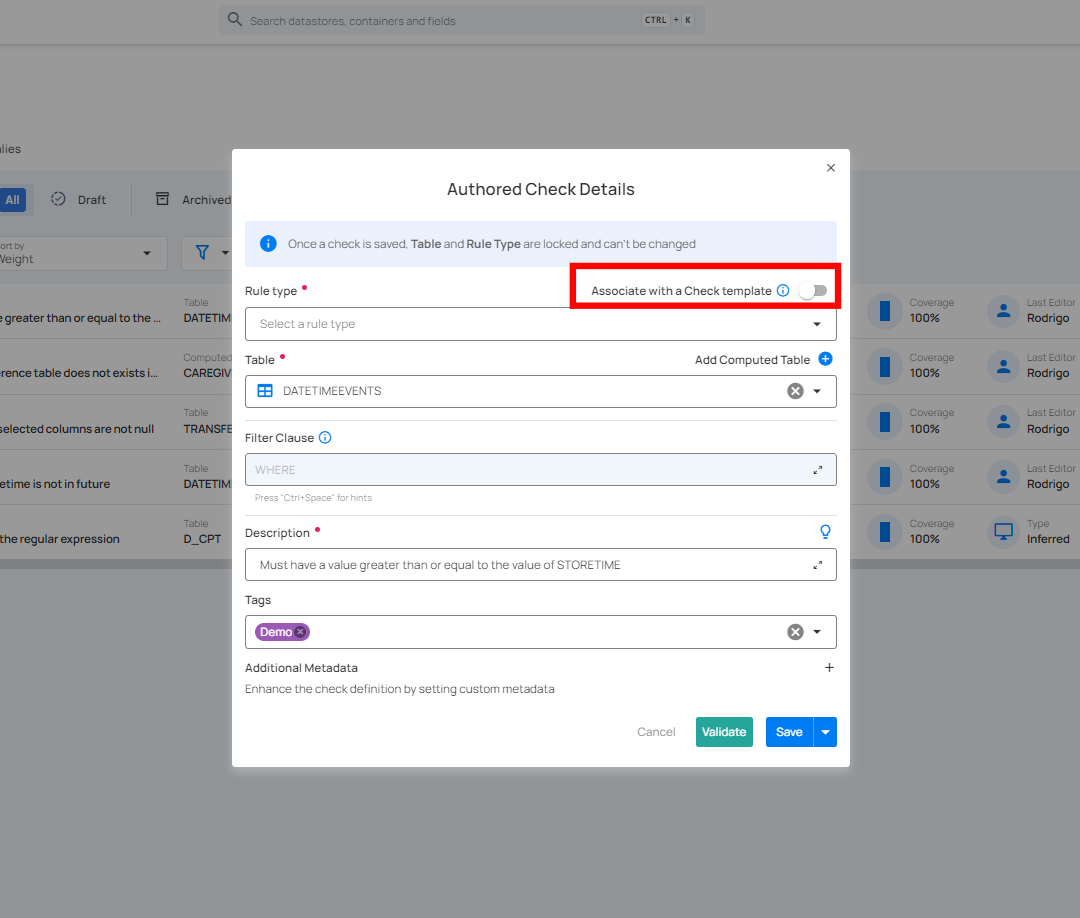 Search datastores, containers and fields CTRL + K
lies
All Draft Archived
ort by
Weight
Authored Check Details
Once a check is saved, Table and Rule Type are locked and can't be changed
Rule type • Associate with a Check template
Select a rule type
Table • Add Computed Table
DATETIMEEVENTS
Filter Clause
WHERE
Press "Ctrl+Space" for hints
Description •
Must have a value greater than or equal to the value of STORETIME
Tags
Demo
Additional Metadata +
Enhance the check definition by setting custom metadata
Cancel Validate Save
Table Coverage Last Editor
e greater than or equal to the ... DATETIM 100% Rodrigo
Computed Coverage Last Editor
erence table does not exists i... CAREGIV 100% Rodrigo
Table Coverage Last Editor
selected columns are not null TRANSFE 100% Rodrigo
Table Coverage Last Editor
etime is not in future DATETIM 100% Rodrigo
Table Coverage Type
the regular expression D_CPT 100% Inferred